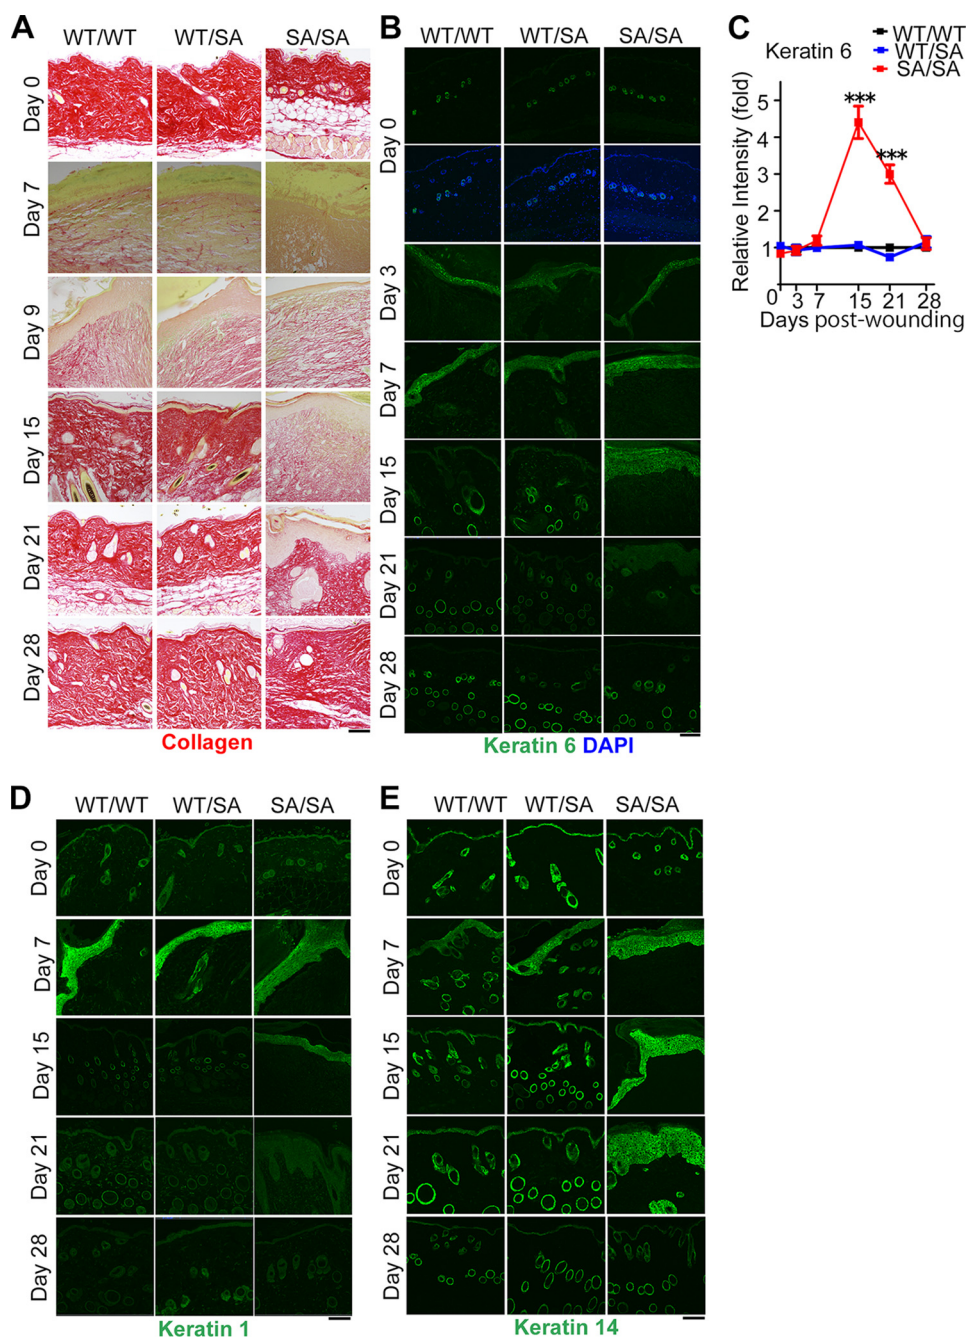 A
WT/WT WT/SA SA/SA
Day 0
Day 7
Day 9
Day 15
Day 21
Day 28
Collagen
B
WT/WT WT/SA SA/SA
Day 0
Day 3
Day 7
Day 15
Day 21
Day 28
Keratin 6 DAPI
C
WT/WT
WT/SA
SA/SA
Keratin 6
Relative Intensity (fold)
5
4
3
2
1
*** ***
0 3 7 15 21 28
Days post-wounding
D
WT/WT WT/SA SA/SA
Day 0
Day 7
Day 15
Day 21
Day 28
Keratin 1
E
WT/WT WT/SA SA/SA
Day 0
Day 7
Day 15
Day 21
Day 28
Keratin 14